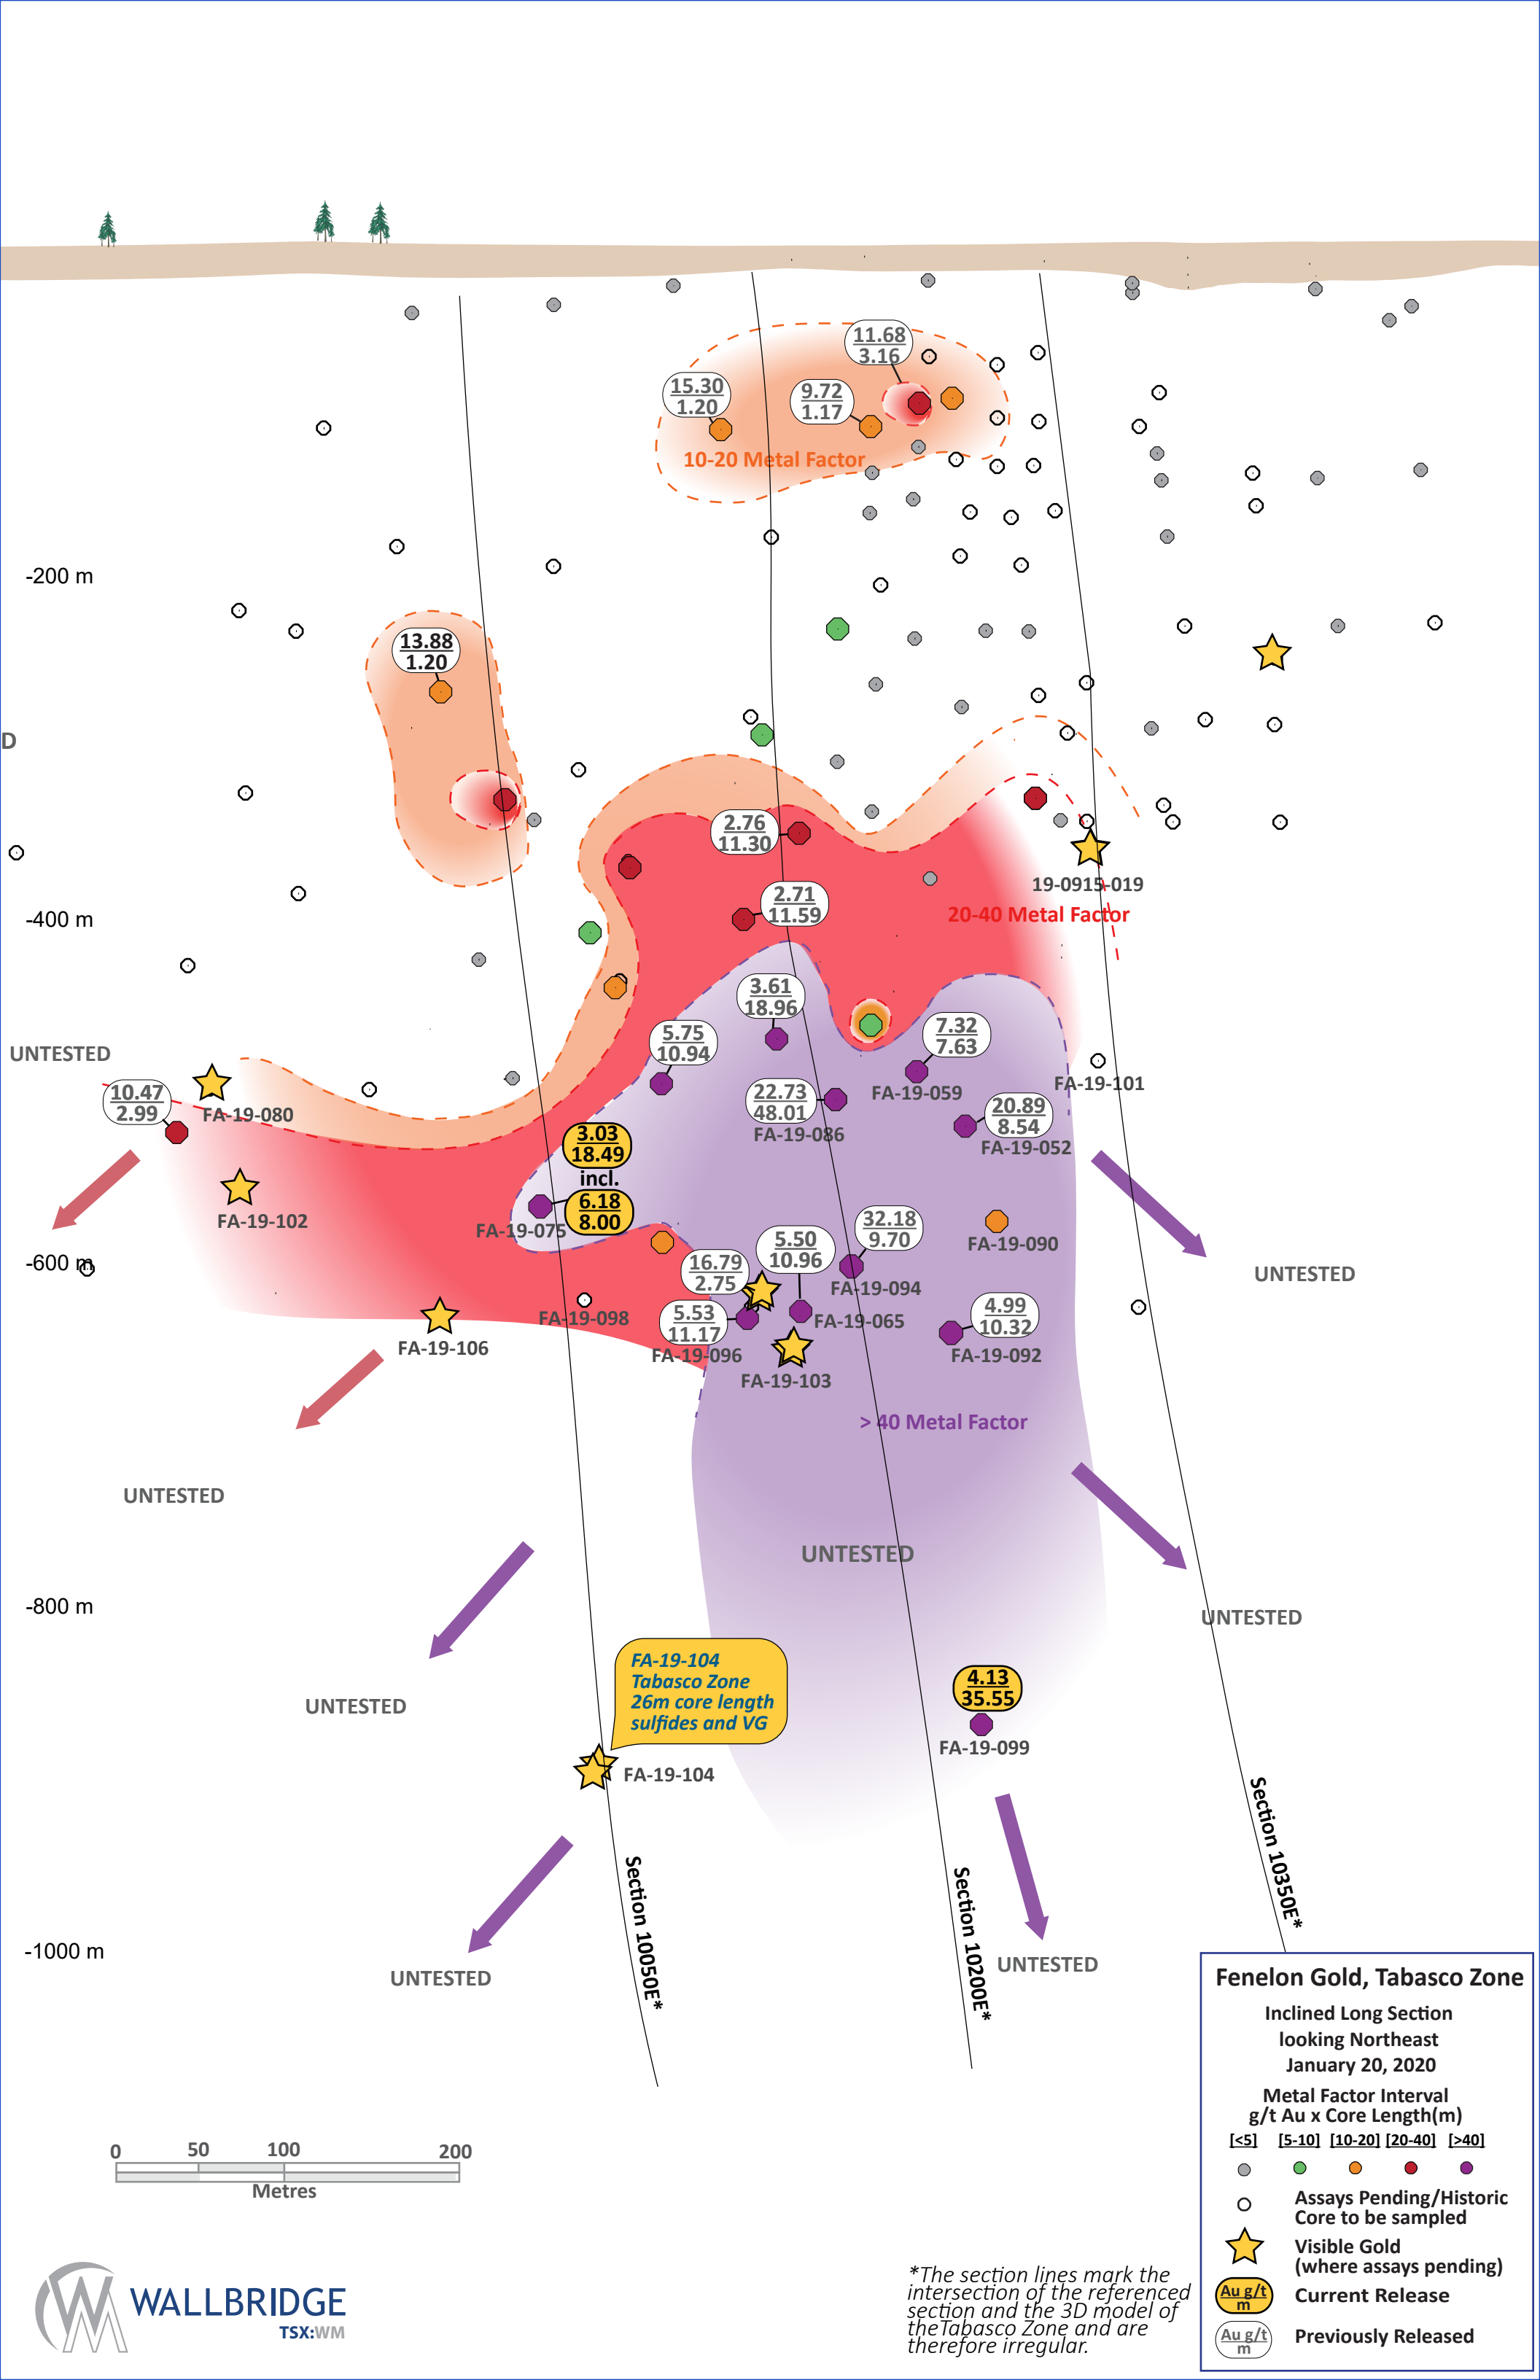 11.68
3.16
15.30
1.20
9.72
1.17
10-20 Metal Factor
-200 m
13.88
1.20
D
2.76
11.30
19-0915-019
2.71
11.59
20-40 Metal Factor
-400 m
3.61
18.96
5.75
10.94
7.32
7.63
UNTESTED
FA-19-101
FA-19-059
10.47
2.99
FA-19-080
22.73
48.01
FA-19-086
20.89
8.54
FA-19-052
3.03
18.49
incl.
6.18
8.00
FA-19-075
FA-19-102
32.18
9.70
5.50
10.96
FA-19-090
-600 m
16.79
2.75
UNTESTED
FA-19-094
FA-19-098
5.53
11.17
FA-19-065
4.99
10.32
FA-19-106
FA-19-096
FA-19-092
FA-19-103
> 40 Metal Factor
UNTESTED
UNTESTED
-800 m
UNTESTED
FA-19-104
Tabasco Zone
26m core length
sulfides and VG
4.13
35.55
UNTESTED
FA-19-099
FA-19-104
Section 10050E*
Section 10200E*
Section 10350E*
-1000 m
UNTESTED
UNTESTED
Fenelon Gold, Tabasco Zone
Inclined Long Section
looking Northeast
January 20, 2020
Metal Factor Interval
g/t Au x Core Length(m)
[<5] [5-10] [10-20] [20-40] [>40]
Assays Pending/Historic
Core to be sampled
Visible Gold
(where assays pending)
Au g/t
m
Current Release
Au g/t
m
Previously Released
0 50 100 200
Metres
WALLBRIDGE
TSX:WM
*The section lines mark the
intersection of the referenced
section and the 3D model of
theTabasco Zone and are
therefore irregular.